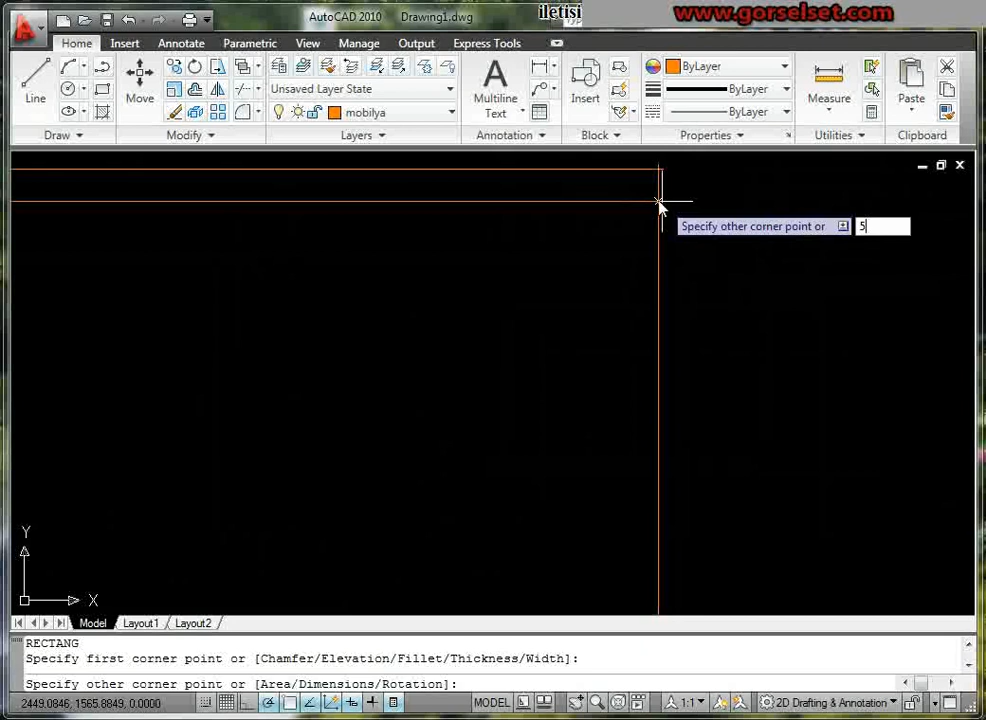 AutoCAD 2010 Drawing1.dwg
iletisi
www.gorselset.com
Home Insert Annotate Parametric View Manage Output Express Tools
Line
Move
Unsaved Layer State
mobilya
Multiline
Text
Insert
ByLayer
ByLayer
ByLayer
Measure
Paste
Draw Modify Layers Annotation Block Properties Utilities Clipboard
Specify other corner point or 5
Y
X
Model Layout1 Layout2
RECTANG
Specify first corner point or [Chamfer/Elevation/Fillet/Thickness/Width]:
Specify other corner point or [Area/Dimensions/Rotation]:
2449.0846, 1565.8849, 0.0000 MODEL 1:1 2D Drafting & Annotation